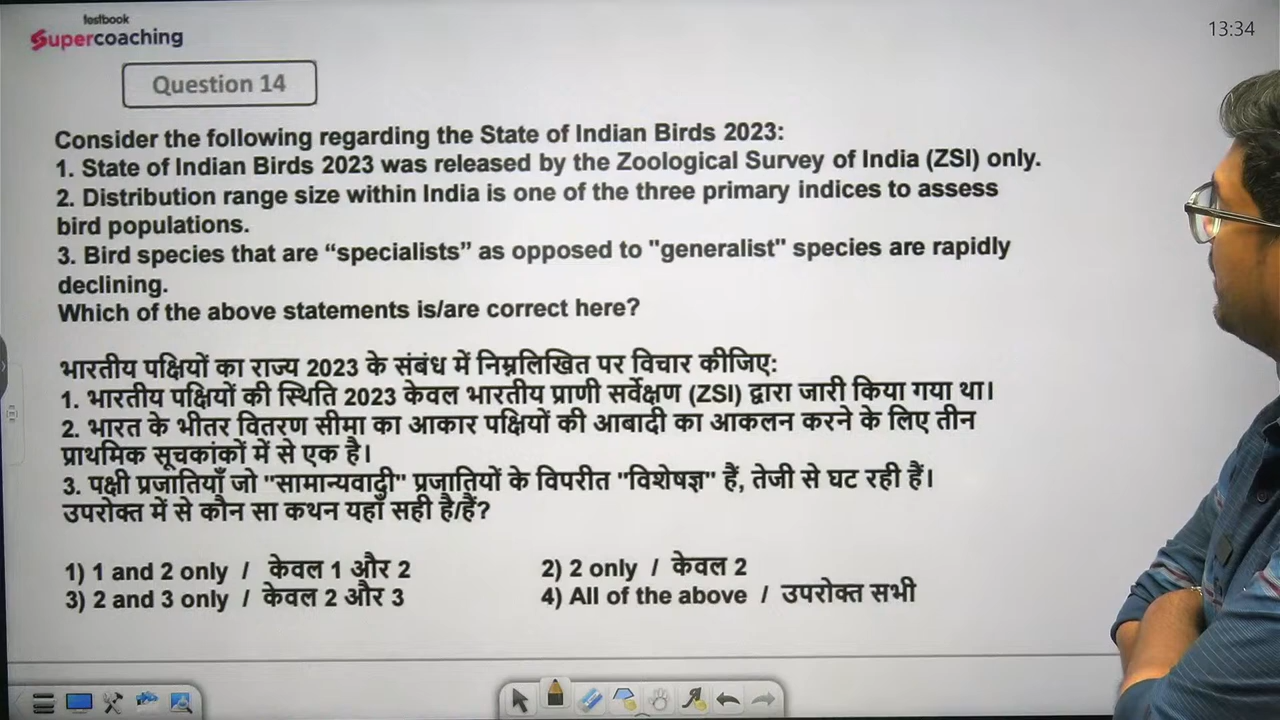 testbook
Supercoaching
13:34
Question 14
Consider the following regarding the State of Indian Birds 2023:
1. State of Indian Birds 2023 was released by the Zoological Survey of India (ZSI) only.
2. Distribution range size within India is one of the three primary indices to assess
bird populations.
3. Bird species that are “specialists” as opposed to "generalist" species are rapidly
declining.
Which of the above statements is/are correct here?
भारतीय पक्षियों का राज्य 2023 के संबंध में निम्नलिखित पर विचार कीजिए:
1. भारतीय पक्षियों की स्थिति 2023 केवल भारतीय प्राणी सर्वेक्षण (ZSI) द्वारा जारी किया गया था।
2. भारत के भीतर वितरण सीमा का आकार पक्षियों की आबादी का आकलन करने के लिए तीन
प्राथमिक सूचकांकों में से एक है।
3. पक्षी प्रजातियाँ जो "सामान्यवादी" प्रजातियों के विपरीत "विशेषज्ञ" हैं, तेजी से घट रही हैं।
उपरोक्त में से कौन सा कथन यहाँ सही है/हैं?
1) 1 and 2 only / केवल 1 और 2
2) 2 only / केवल 2
3) 2 and 3 only / केवल 2 और 3
4) All of the above / उपरोक्त सभी